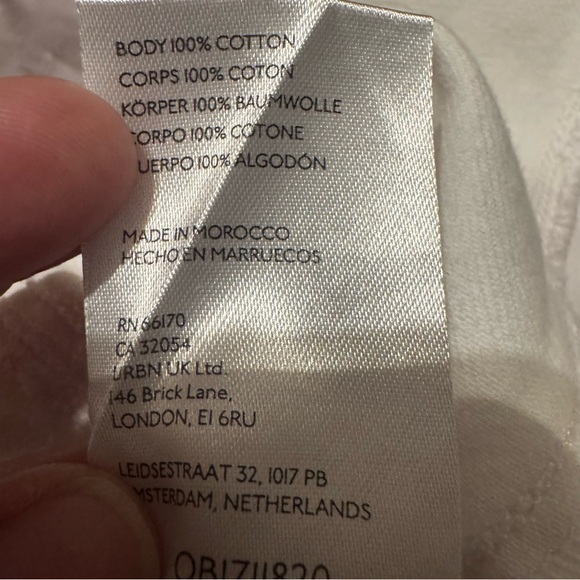 BODY 100% COTTON
CORPS 100% COTON
KÖRPER 100% BAUMWOLLE
CORPO 100% COTONE
CUERPO 100% ALGODÓN
MADE IN MOROCCO
HECHO EN MARRUECOS
RN 66170
CA 32054
URBN UK Ltd.
146 Brick Lane,
LONDON, E1 6RU
LEIDSESTRAAT 32, 1017 PB
AMSTERDAM, NETHERLANDS